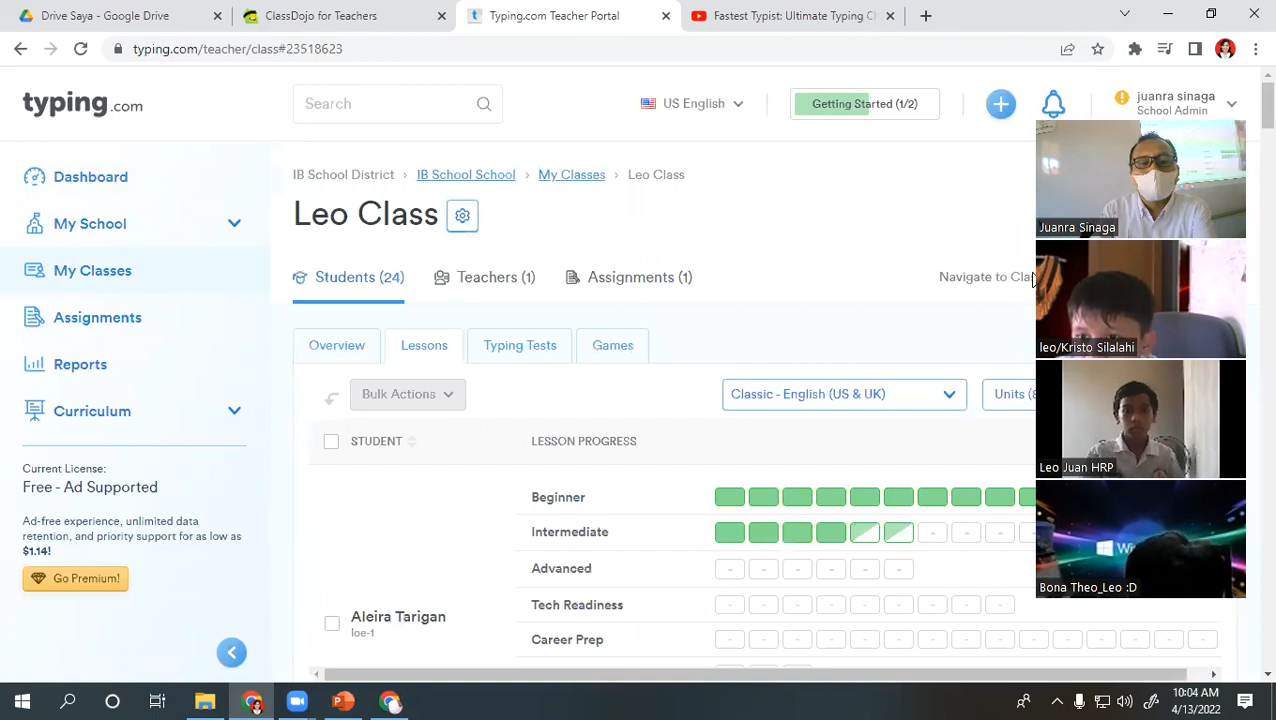 Drive Saya - Google Drive
ClassDojo for Teachers
Typing.com Teacher Portal
Fastest Typist: Ultimate Typing C
typing.com/teacher/class#23518623
typing.com
Search
US English
Getting Started (1/2)
juanra sinaga
School Admin
Dashboard
My School
My Classes
Assignments
Reports
Curriculum
Current License:
Free - Ad Supported
Ad-free experience, unlimited data
retention, and priority support for as low as
$1.14!
Go Premium!
IB School District › IB School School › My Classes › Leo Class
Leo Class
Students (24)
Teachers (1)
Assignments (1)
Navigate to Cla
Overview
Lessons
Typing Tests
Games
Bulk Actions
Classic - English (US & UK)
Units (8
STUDENT
LESSON PROGRESS
Aleira Tarigan
loe-1
Beginner
Intermediate
Advanced
Tech Readiness
Career Prep
Juanra Sinaga
leo/Kristo Silalahi
Leo Juan HRP
Bona Theo_Leo :D
10:04 AM
4/13/2022